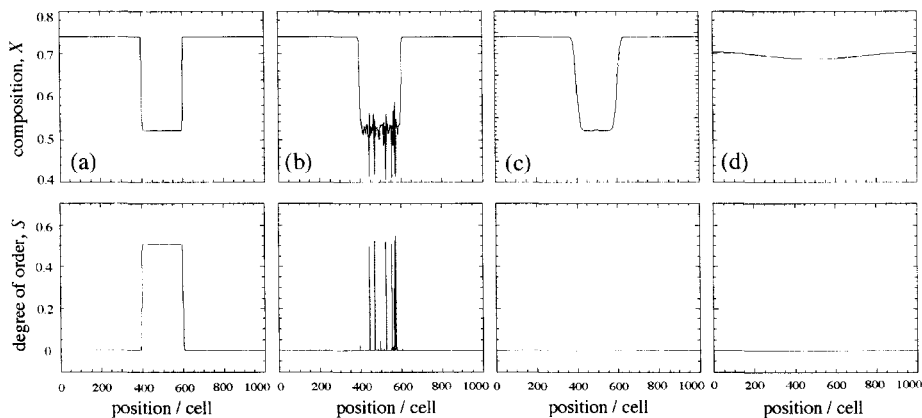 (a) (b) (c) (d)
composition, X
0.8
0.7
0.6
0.5
0.4
degree of order, S
0.6
0.4
0.2
0
0 200 400 600 800 1000 0 200 400 600 800 1000 0 200 400 600 800 1000 0 200 400 600 800 1000
position / cell position / cell position / cell position / cell